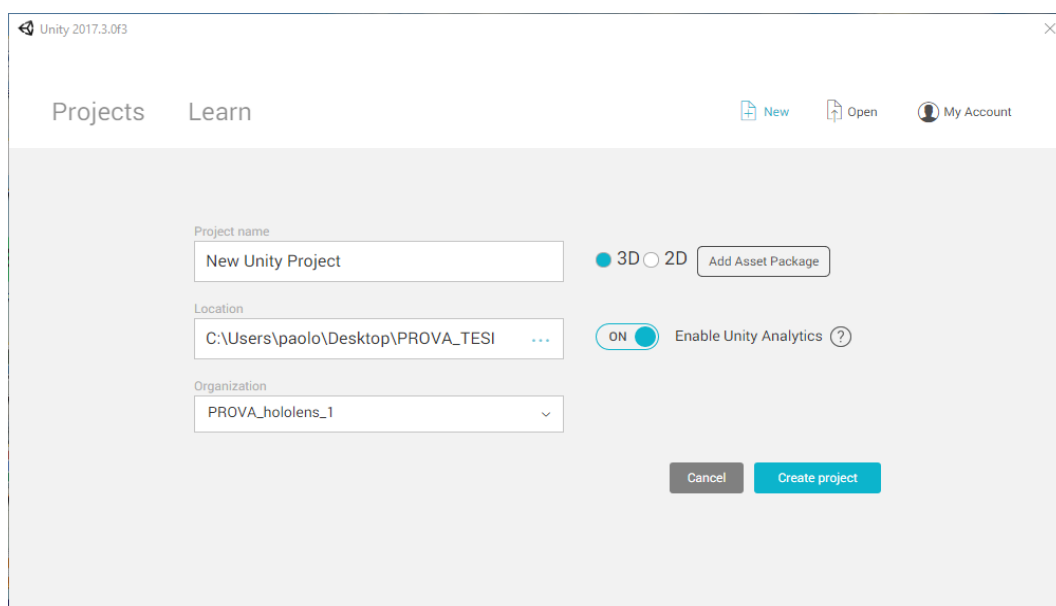 Unity 2017.3.0f3
Projects Learn New Open My Account
Project name
New Unity Project 3D 2D Add Asset Package
Location
C:\Users\paolo\Desktop\PROVA_TESI ... ON Enable Unity Analytics ?
Organization
PROVA_hololens_1
Cancel Create project